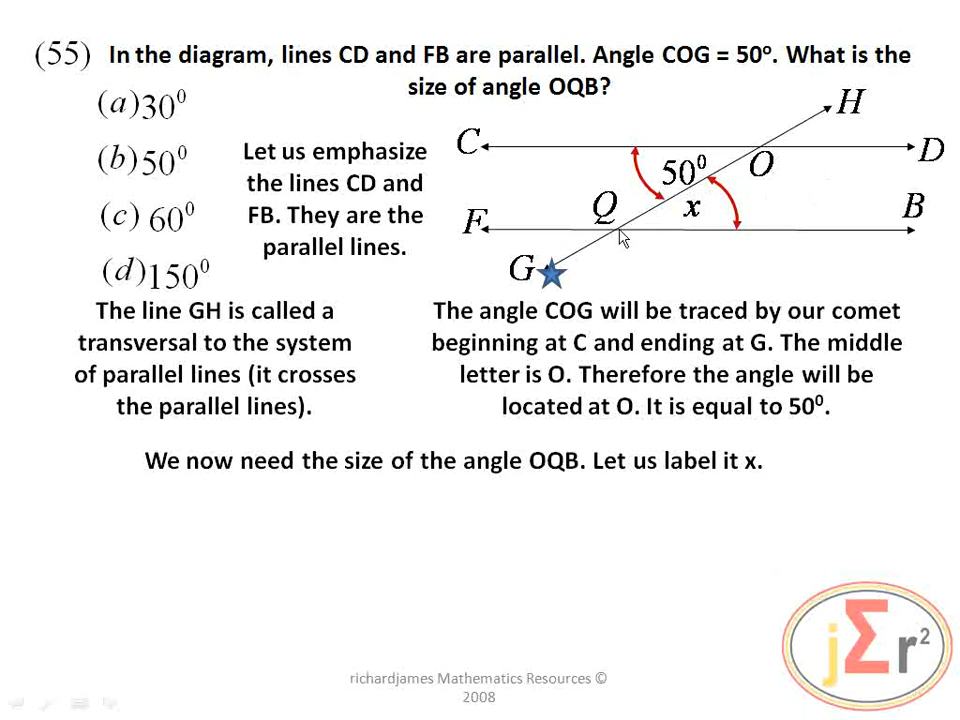 (55) In the diagram, lines CD and FB are parallel. Angle COG = 50º. What is the
size of angle OQB?
(a) 30⁰
(b) 50⁰
(c) 60⁰
(d) 150⁰
Let us emphasize
the lines CD and
FB. They are the
parallel lines.
H
C
D
50⁰
O
x
Q
B
F
G
The line GH is called a
transversal to the system
of parallel lines (it crosses
the parallel lines).
The angle COG will be traced by our comet
beginning at C and ending at G. The middle
letter is O. Therefore the angle will be
located at O. It is equal to 50⁰.
We now need the size of the angle OQB. Let us label it x.
jΣr²
richardjames Mathematics Resources ©
2008